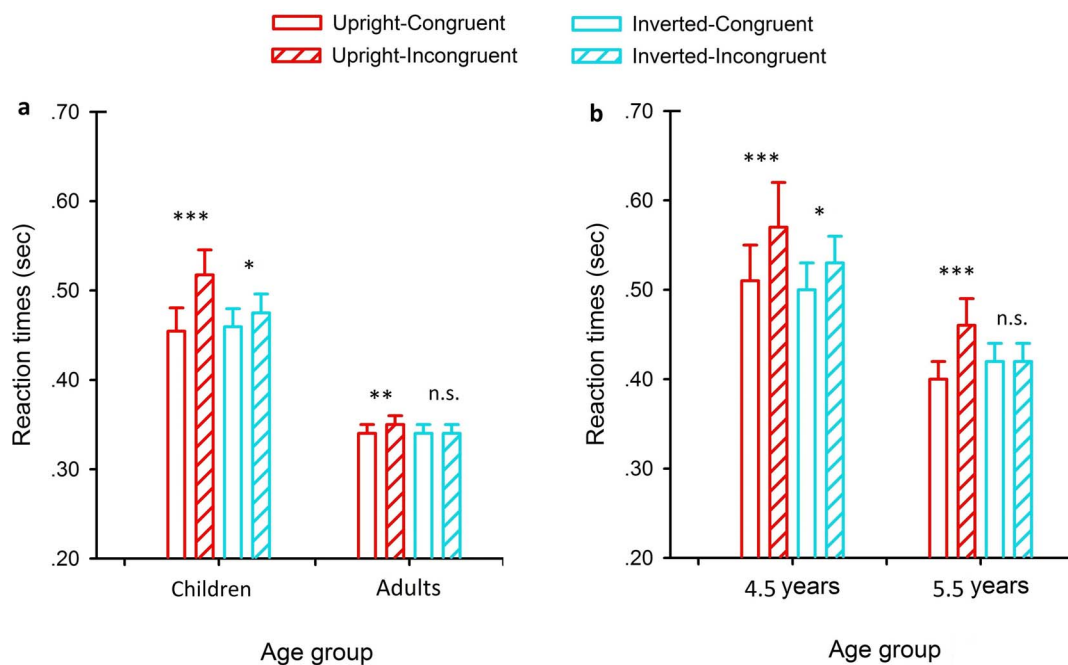 Upright-Congruent
Inverted-Congruent
Upright-Incongruent
Inverted-Incongruent
a
.70
.60
.50
.40
.30
.20
Reaction times (sec)
***
*
**
n.s.
Children
Adults
Age group
b
.70
.60
.50
.40
.30
.20
Reaction times (sec)
***
*
***
n.s.
4.5 years
5.5 years
Age group